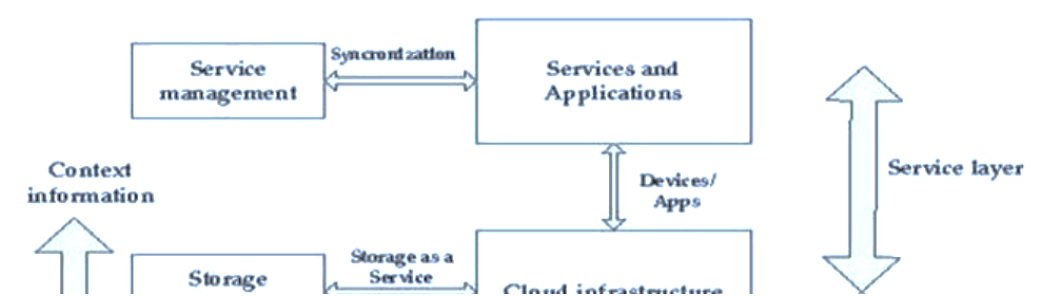 Syncronization
Service
management
Services and
Applications
Context
information
Devices/
Apps
Service layer
Storage as a
Service
Storage
Cloud infrastructure